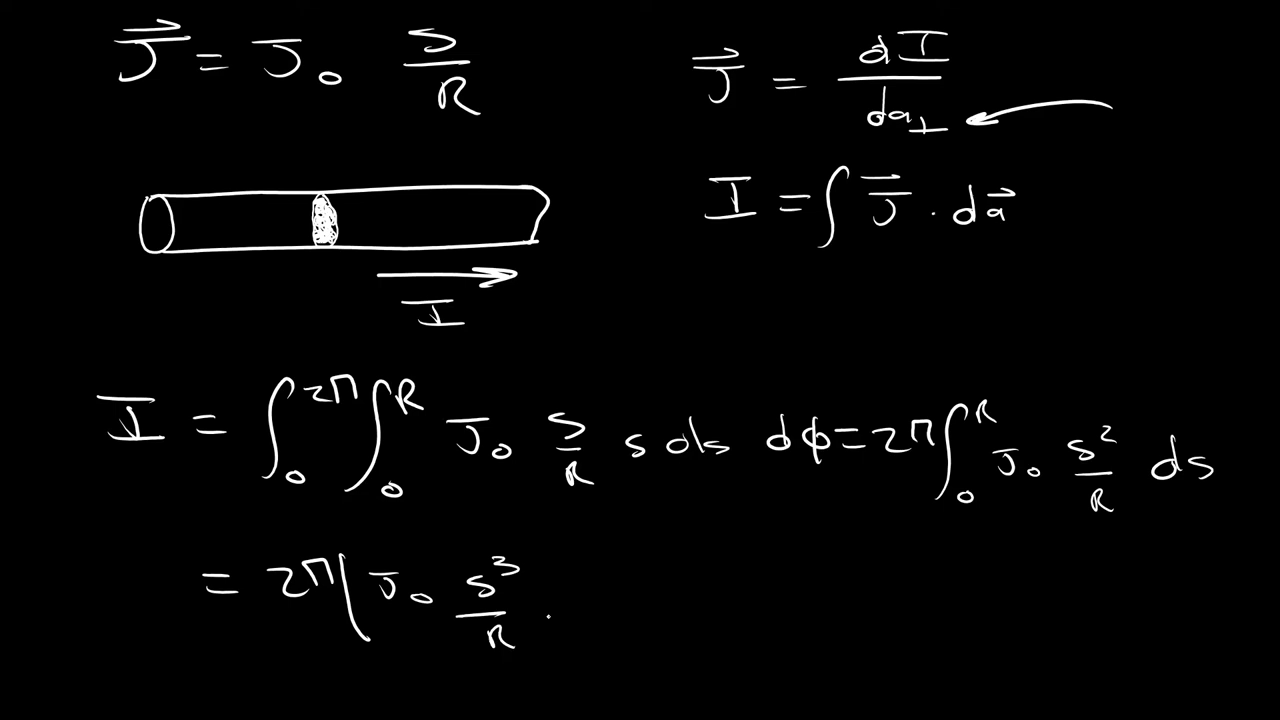 J⃗ = J₀ s/R
J⃗ = dI/da⊥
I = ∫ J⃗ · da⃗
I
I = ∫₀^2π ∫₀^R J₀ s/R s ds dφ = 2π ∫₀^R J₀ s²/R ds
= 2π ( J₀ s³/R .